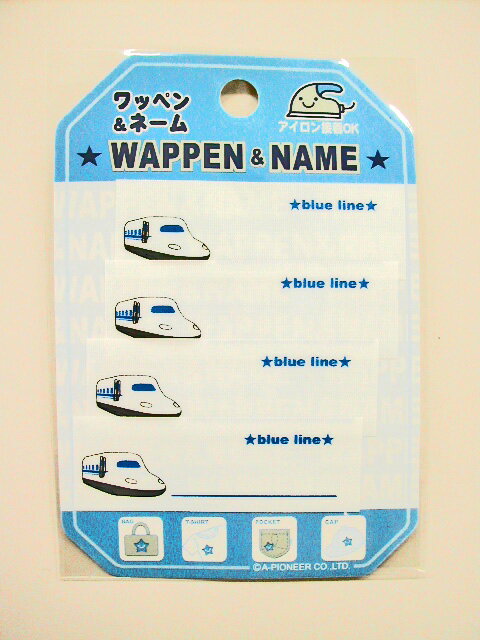 ワッペン
&ネーム
アイロン接着OK
★ WAPPEN & NAME ★
★blue line★
★blue line★
★blue line★
★blue line★
BAG T-SHIRT POCKET CAP
©A-PIONEER CO.,LTD.